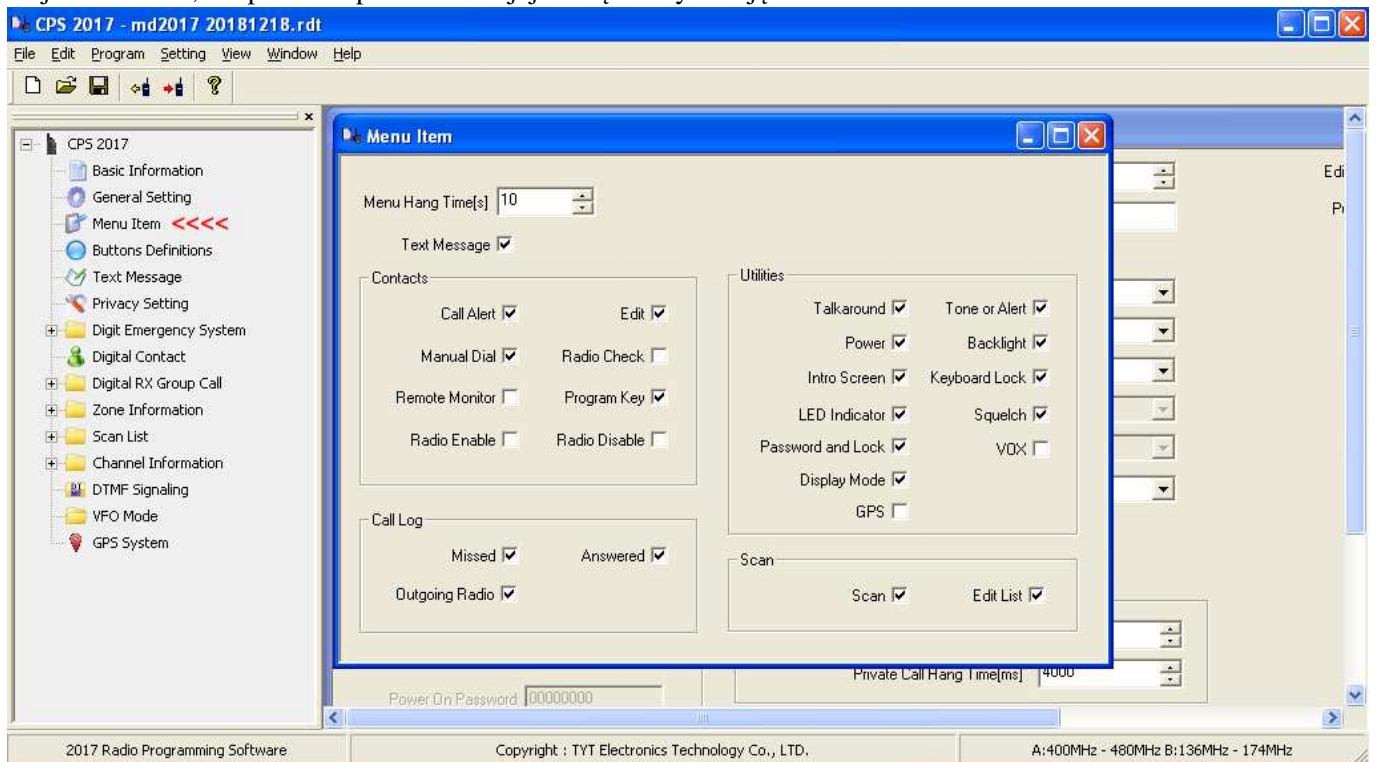 CPS 2017 - md2017 20181218.rdt
File Edit Program Setting View Window Help
CPS 2017
Basic Information
General Setting
Menu Item <<<<
Buttons Definitions
Text Message
Privacy Setting
Digit Emergency System
Digital Contact
Digital RX Group Call
Zone Information
Scan List
Channel Information
DTMF Signaling
VFO Mode
GPS System
Menu Item
Menu Hang Time[s] 10
Text Message
Contacts
Call Alert Edit
Manual Dial Radio Check
Remote Monitor Program Key
Radio Enable Radio Disable
Call Log
Missed Answered
Outgoing Radio
Utilities
Talkaround Tone or Alert
Power Backlight
Intro Screen Keyboard Lock
LED Indicator Squelch
Password and Lock VOX
Display Mode
GPS
Scan
Scan Edit List
Edi
Private Call Hang Time[ms] 4000
Power On Password 00000000
2017 Radio Programming Software Copyright : TYT Electronics Technology Co., LTD. A:400MHz - 480MHz B:136MHz - 174MHz